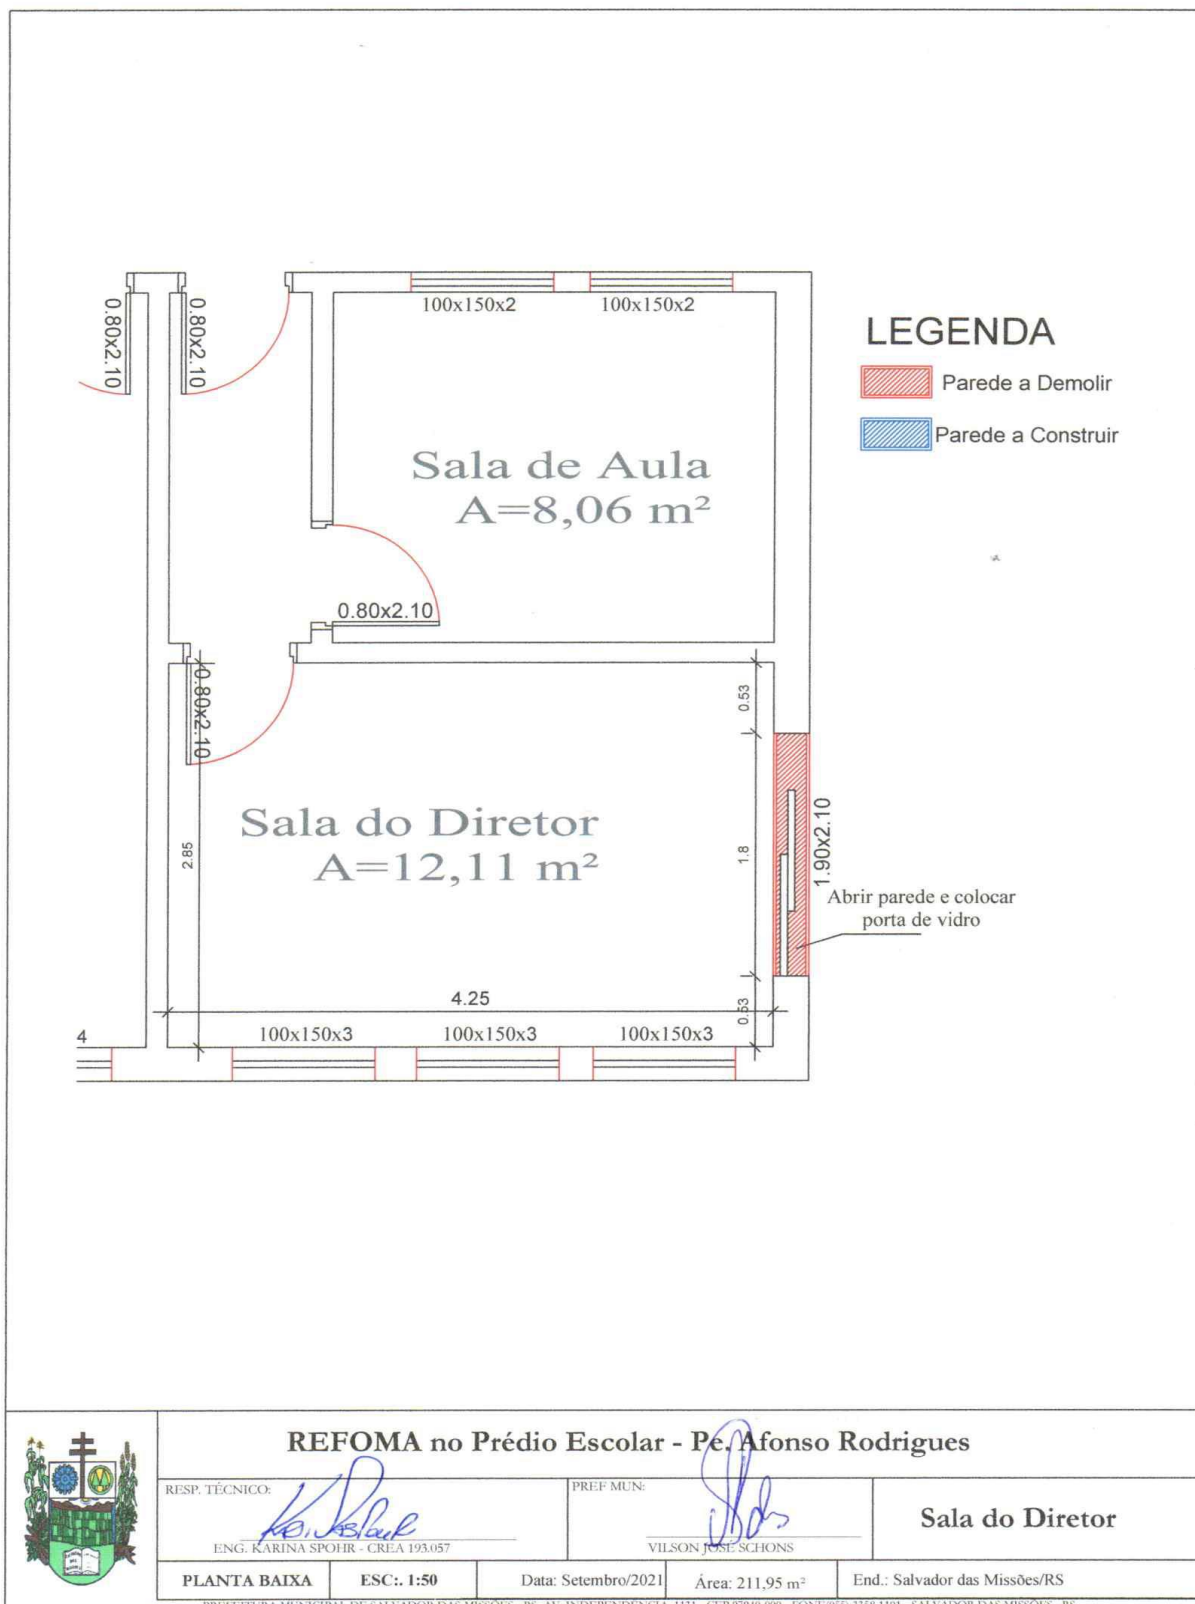 0.80x2.10
0.80x2.10
100x150x2
100x150x2
LEGENDA
Parede a Demolir
Parede a Construir
Sala de Aula
A=8,06 m²
0.80x2.10
0.80x2.10
0.53
Sala do Diretor
A=12,11 m²
2.85
1.8
1.90x2.10
Abrir parede e colocar
porta de vidro
4.25
0.53
4
100x150x3
100x150x3
100x150x3
REFOMA no Prédio Escolar - Pe. Afonso Rodrigues
RESP. TÉCNICO:
PREF MUN:
Sala do Diretor
ENG. KARINA SPOHR - CREA 193.057
VILSON JOSÉ SCHONS
PLANTA BAIXA
ESC:. 1:50
Data: Setembro/2021
Área: 211,95 m²
End.: Salvador das Missões/RS